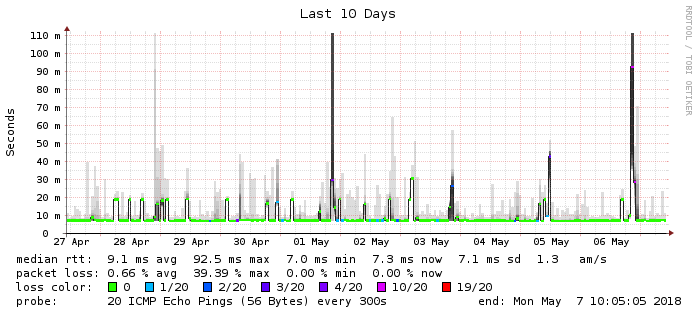 Last 10 Days
RRDTOOL / TOBI OETIKER
Seconds
110 m
100 m
90 m
80 m
70 m
60 m
50 m
40 m
30 m
20 m
10 m
0
27 Apr 28 Apr 29 Apr 30 Apr 01 May 02 May 03 May 04 May 05 May 06 May
median rtt: 9.1 ms avg 92.5 ms max 7.0 ms min 7.3 ms now 7.1 ms sd 1.3 am/s
packet loss: 0.66 % avg 39.39 % max 0.00 % min 0.00 % now
loss color: 0 1/20 2/20 3/20 4/20 10/20 19/20
probe: 20 ICMP Echo Pings (56 Bytes) every 300s end: Mon May 7 10:05:05 2018